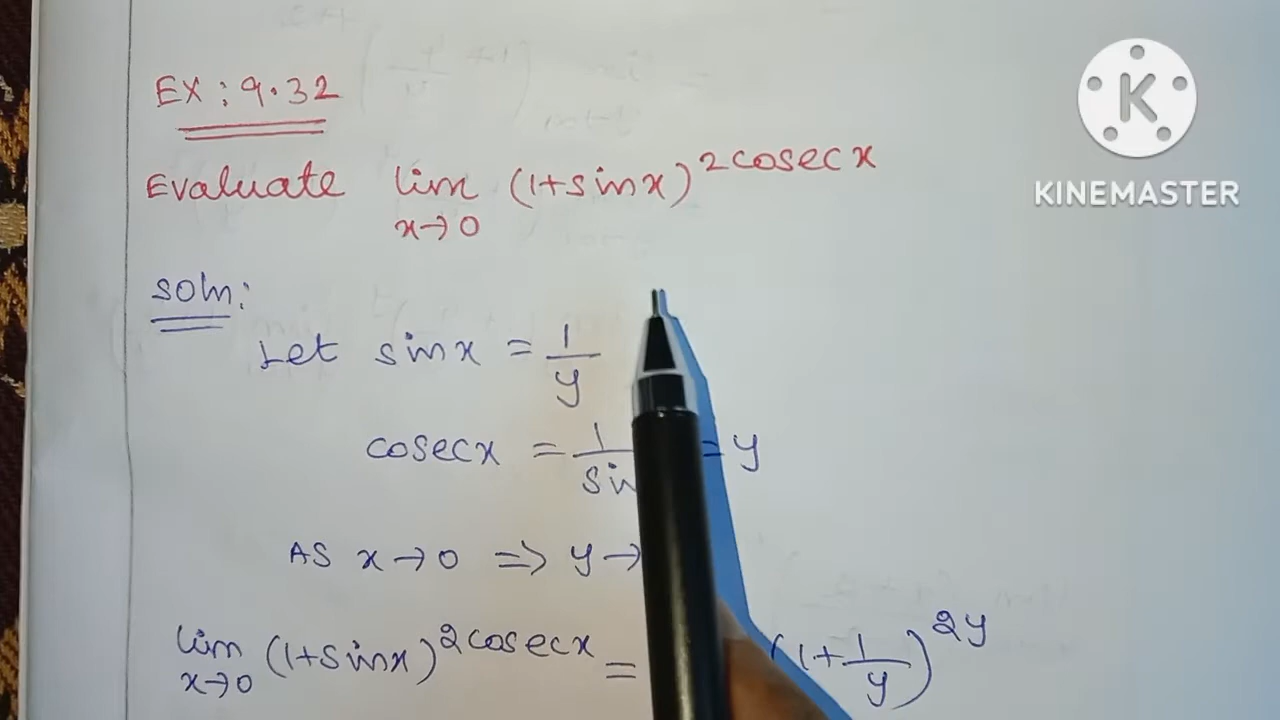 EX: 9.32
KINEMASTER
Evaluate lim (1+sinx)^2cosecx
x→0
Soln:
Let sinx = 1/y
cosecx = 1/sin = y
AS x→0 ⇒ y→
lim (1+sinx)^2cosecx = (1+1/y)^2y
x→0